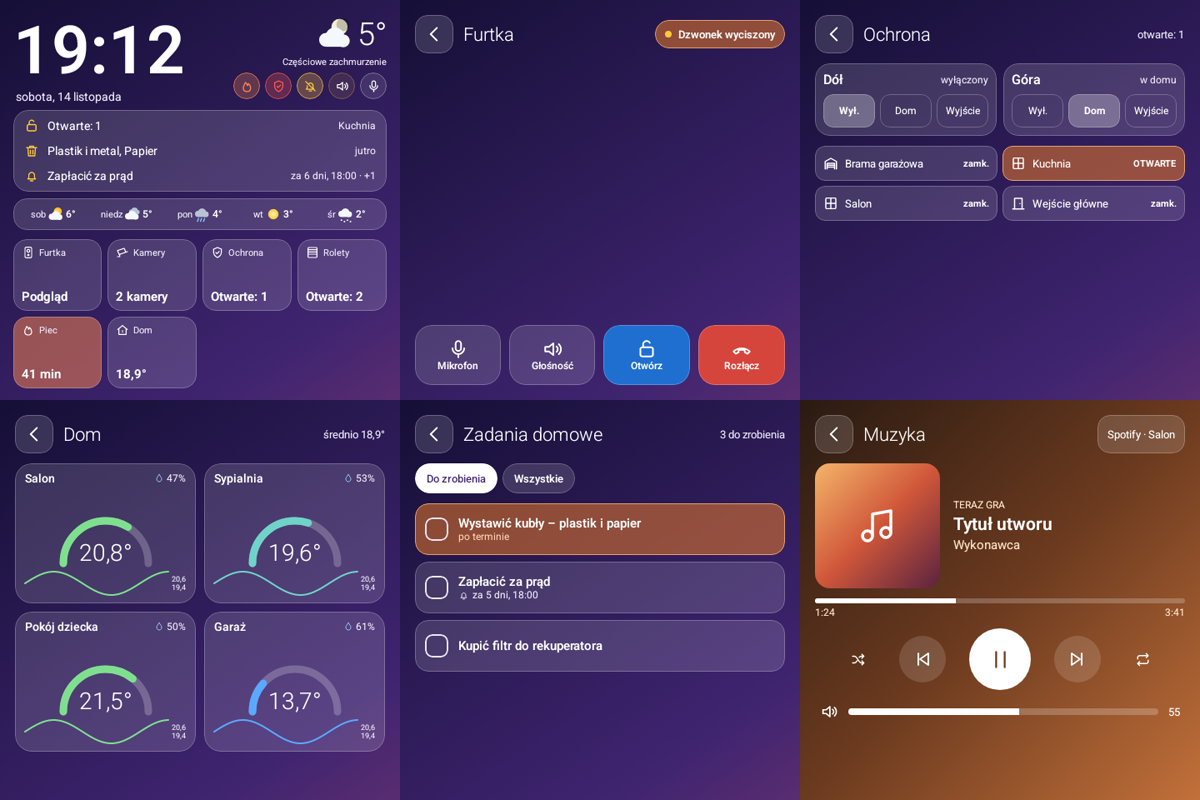 19:12
5°
Częściowe zachmurzenie
sobota, 14 listopada
Otwarte: 1 Kuchnia
Plastik i metal, Papier jutro
Zapłacić za prąd za 6 dni, 18:00 · +1
sob 6° niedz 5° pon 4° wt 3° śr 2°
Furtka Kamery Ochrona Rolety
Podgląd 2 kamery Otwarte: 1 Otwarte: 2
Piec Dom
41 min 18,9°
Furtka Dzwonek wyciszony
Mikrofon Głośność Otwórz Rozłącz
Ochrona otwarte: 1
Dół wyłączony Góra w domu
Wył. Dom Wyjście Wył. Dom Wyjście
Brama garażowa zamk. Kuchnia OTWARTE
Salon zamk. Wejście główne zamk.
Dom średnio 18,9°
Salon 47% Sypialnia 53%
20,8° 19,6°
20,6 20,6
19,4 19,4
Pokój dziecka 50% Garaż 61%
21,5° 13,7°
20,6 20,6
19,4 19,4
Zadania domowe 3 do zrobienia
Do zrobienia Wszystkie
Wystawić kubły – plastik i papier
po terminie
Zapłacić za prąd
za 5 dni, 18:00
Kupić filtr do rekuperatora
Muzyka Spotify · Salon
TERAZ GRA
Tytuł utworu
Wykonawca
1:24 3:41
55